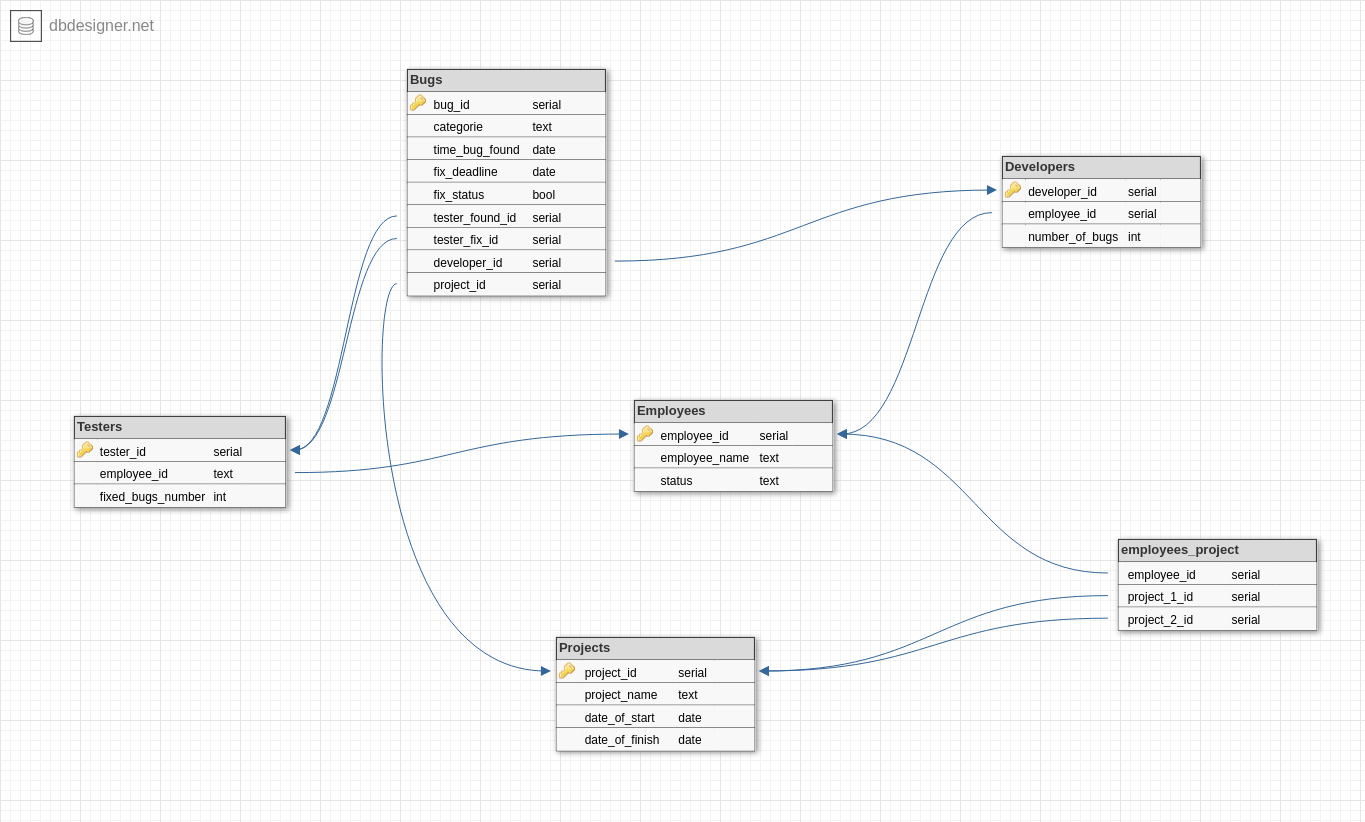 dbdesigner.net
Bugs
bug_id serial
categorie text
time_bug_found date
fix_deadline date
fix_status bool
tester_found_id serial
tester_fix_id serial
developer_id serial
project_id serial
Developers
developer_id serial
employee_id serial
number_of_bugs int
Testers
tester_id serial
employee_id text
fixed_bugs_number int
Employees
employee_id serial
employee_name text
status text
employees_project
employee_id serial
project_1_id serial
project_2_id serial
Projects
project_id serial
project_name text
date_of_start date
date_of_finish date